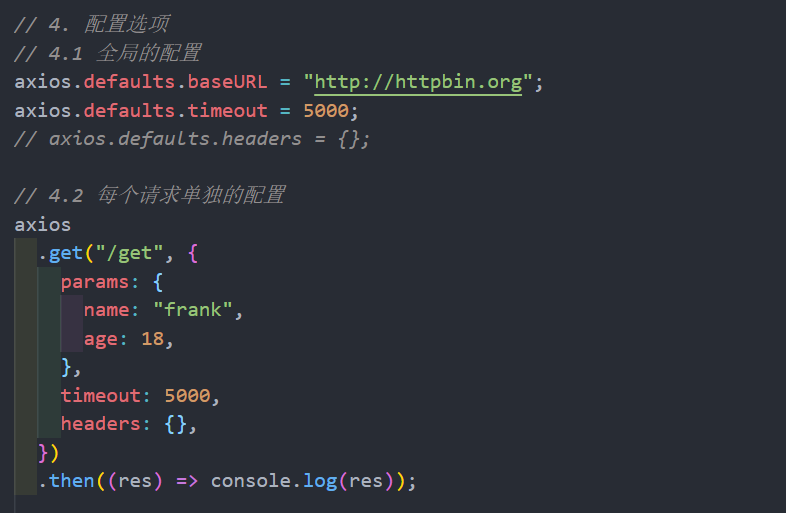 // 4. 配置选项
// 4.1 全局的配置
axios.defaults.baseURL = "http://httpbin.org";
axios.defaults.timeout = 5000;
// axios.defaults.headers = {};

// 4.2 每个请求单独的配置
axios
  .get("/get", {
    params: {
      name: "frank",
      age: 18,
    },
    timeout: 5000,
    headers: {},
  })
  .then((res) => console.log(res));